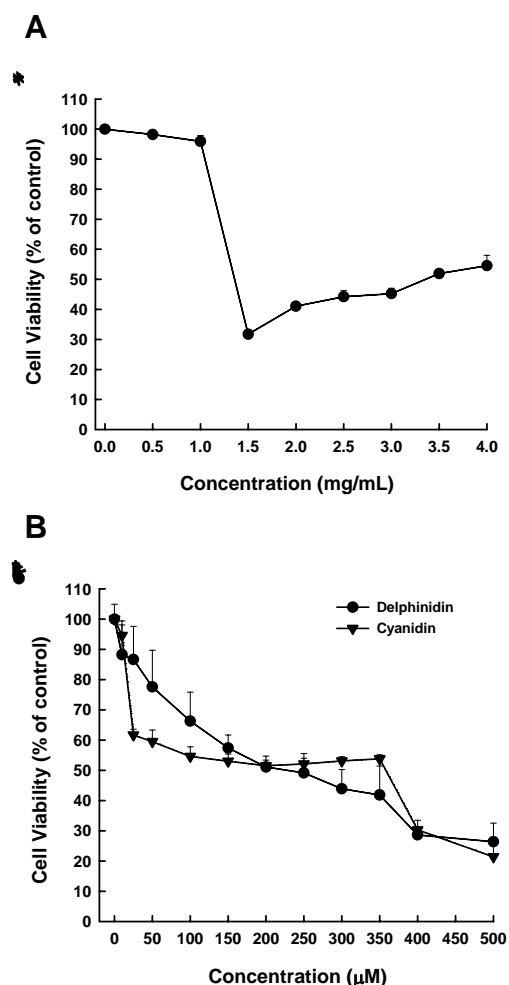 A
110
100
90
80
70
60
50
40
30
20
10
0
Cell Viability (% of control)
0.0 0.5 1.0 1.5 2.0 2.5 3.0 3.5 4.0
Concentration (mg/mL)
B
110
100
90
80
70
60
50
40
30
20
10
0
Cell Viability (% of control)
Delphinidin
Cyanidin
0 50 100 150 200 250 300 350 400 450 500
Concentration (μM)